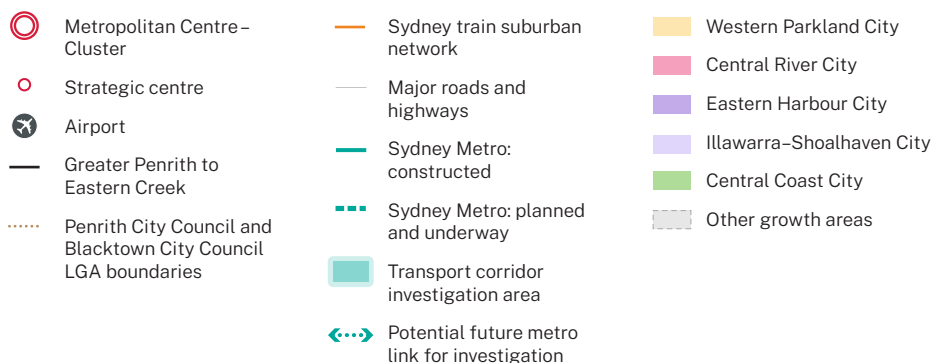 Metropolitan Centre–
Cluster
Strategic centre
Airport
Greater Penrith to
Eastern Creek
Penrith City Council and
Blacktown City Council
LGA boundaries
Sydney train suburban
network
Major roads and
highways
Sydney Metro:
constructed
Sydney Metro: planned
and underway
Transport corridor
investigation area
Potential future metro
link for investigation
Western Parkland City
Central River City
Eastern Harbour City
Illawarra–Shoalhaven City
Central Coast City
Other growth areas